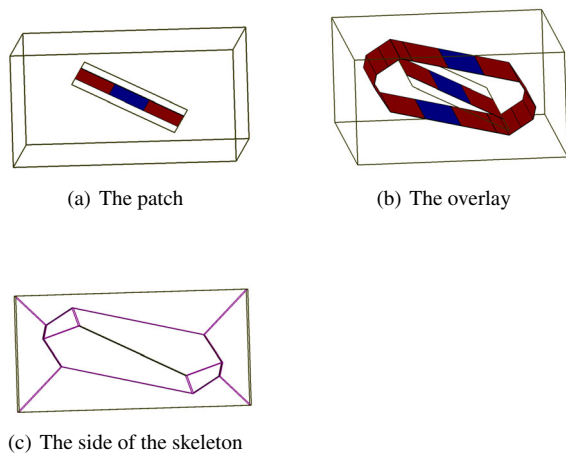 (a) The patch
(b) The overlay
(c) The side of the skeleton